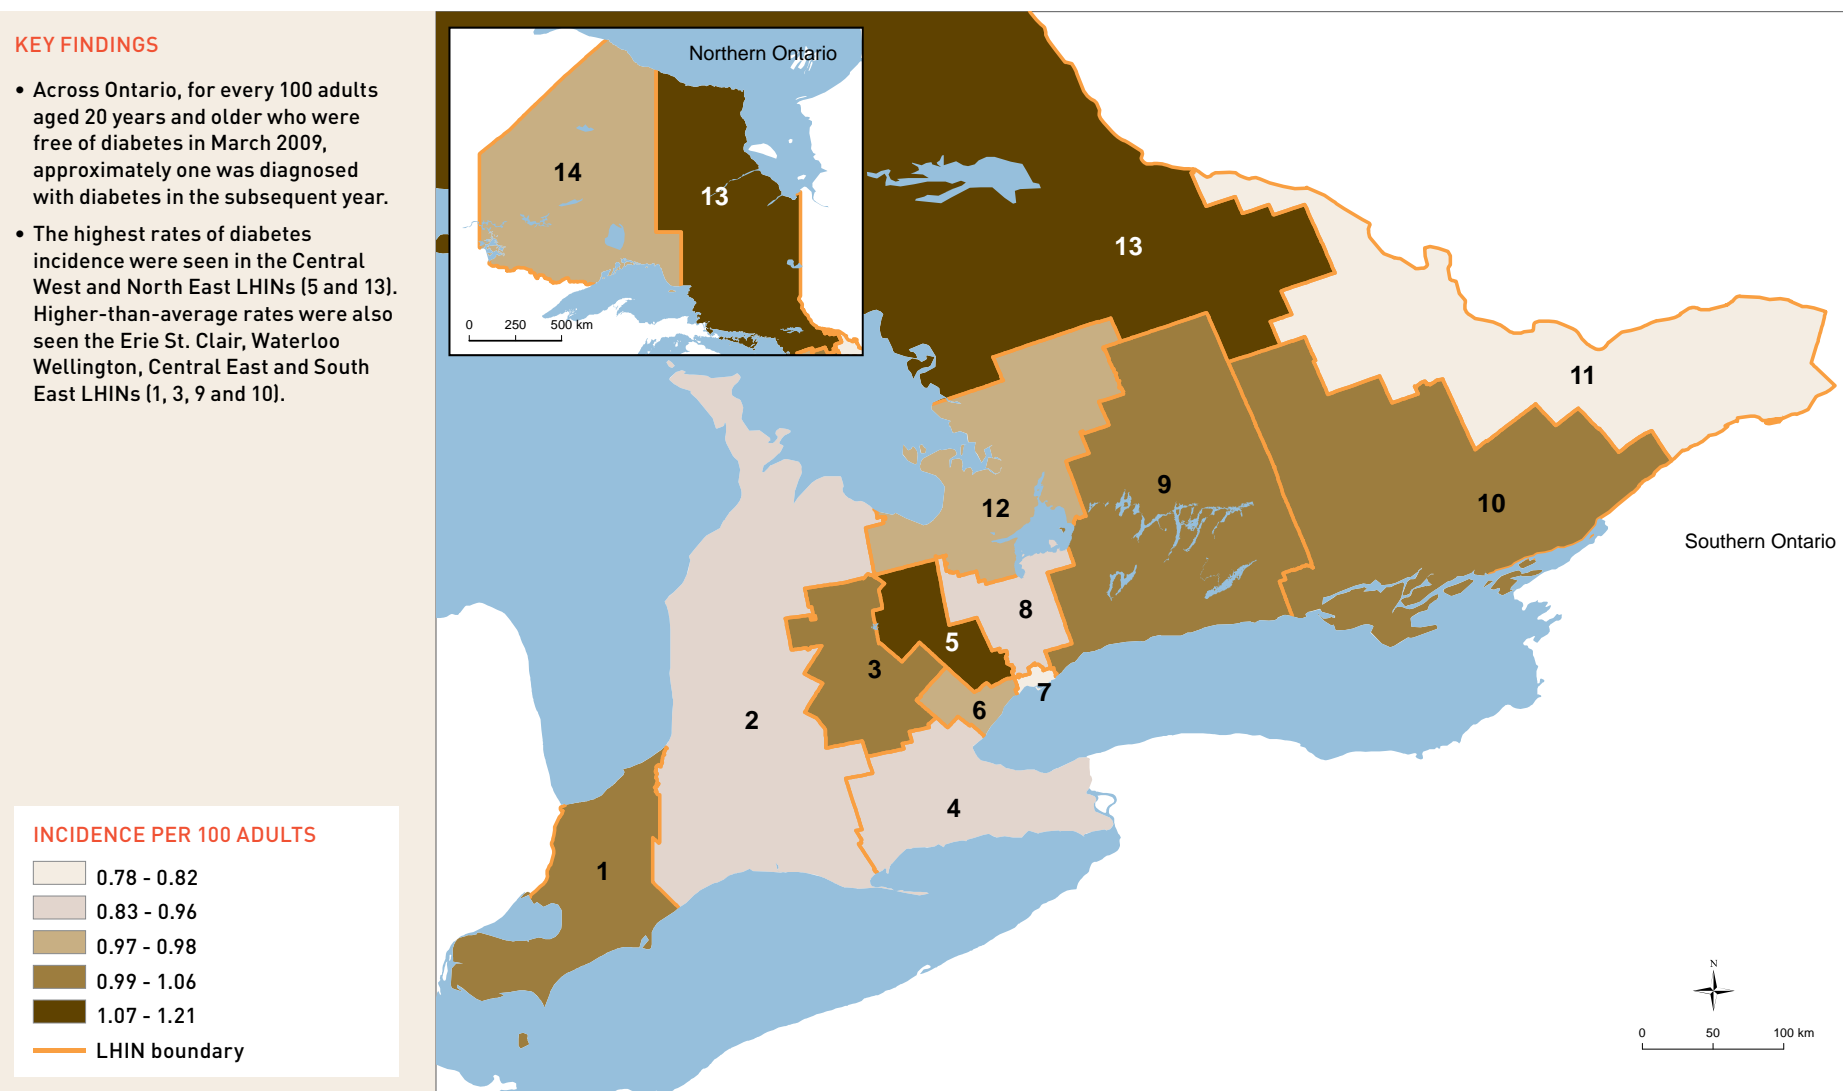 KEY FINDINGS
• Across Ontario, for every 100 adults
aged 20 years and older who were
free of diabetes in March 2009,
approximately one was diagnosed
with diabetes in the subsequent year.
• The highest rates of diabetes
incidence were seen in the Central
West and North East LHINs (5 and 13).
Higher-than-average rates were also
seen the Erie St. Clair, Waterloo
Wellington, Central East and South
East LHINs (1, 3, 9 and 10).
INCIDENCE PER 100 ADULTS
0.78 - 0.82
0.83 - 0.96
0.97 - 0.98
0.99 - 1.06
1.07 - 1.21
LHIN boundary
Northern Ontario
14
13
0 250 500 km
13
11
9
10
12
Southern Ontario
8
5
3
7
6
2
4
1
N
0 50 100 km